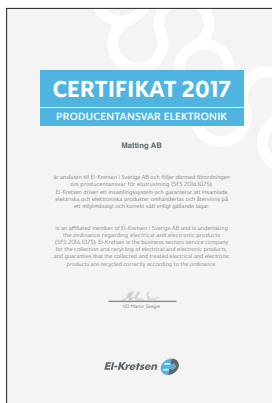 CERTIFIKAT 2017
PRODUCENTANSVAR ELEKTRONIK
Matting AB
är ansluten till El-Kretsen i Sverige AB och följer därmed förordningen
om producentansvar för elutrustning (SFS 2014:1075).
El-Kretsen driver ett insamlingssystem och garanterar att insamlade
elektriska och elektroniska produkter omhändertas och återvinns på
ett miljömässigt och korrekt sätt enligt gällande lagar.
is an affiliated member of El-Kretsen i Sverige AB and is undertaking
the ordinance regarding electrical and electronic products
(SFS 2014:1075). El-Kretsen is the business sectors service company
for the collection and recycling of electrical and electronic products,
and guaranties that the collected and treated electrical and electronic
products are recycled correctly according to the ordinance.
VD Martin Seeger
El-Kretsen